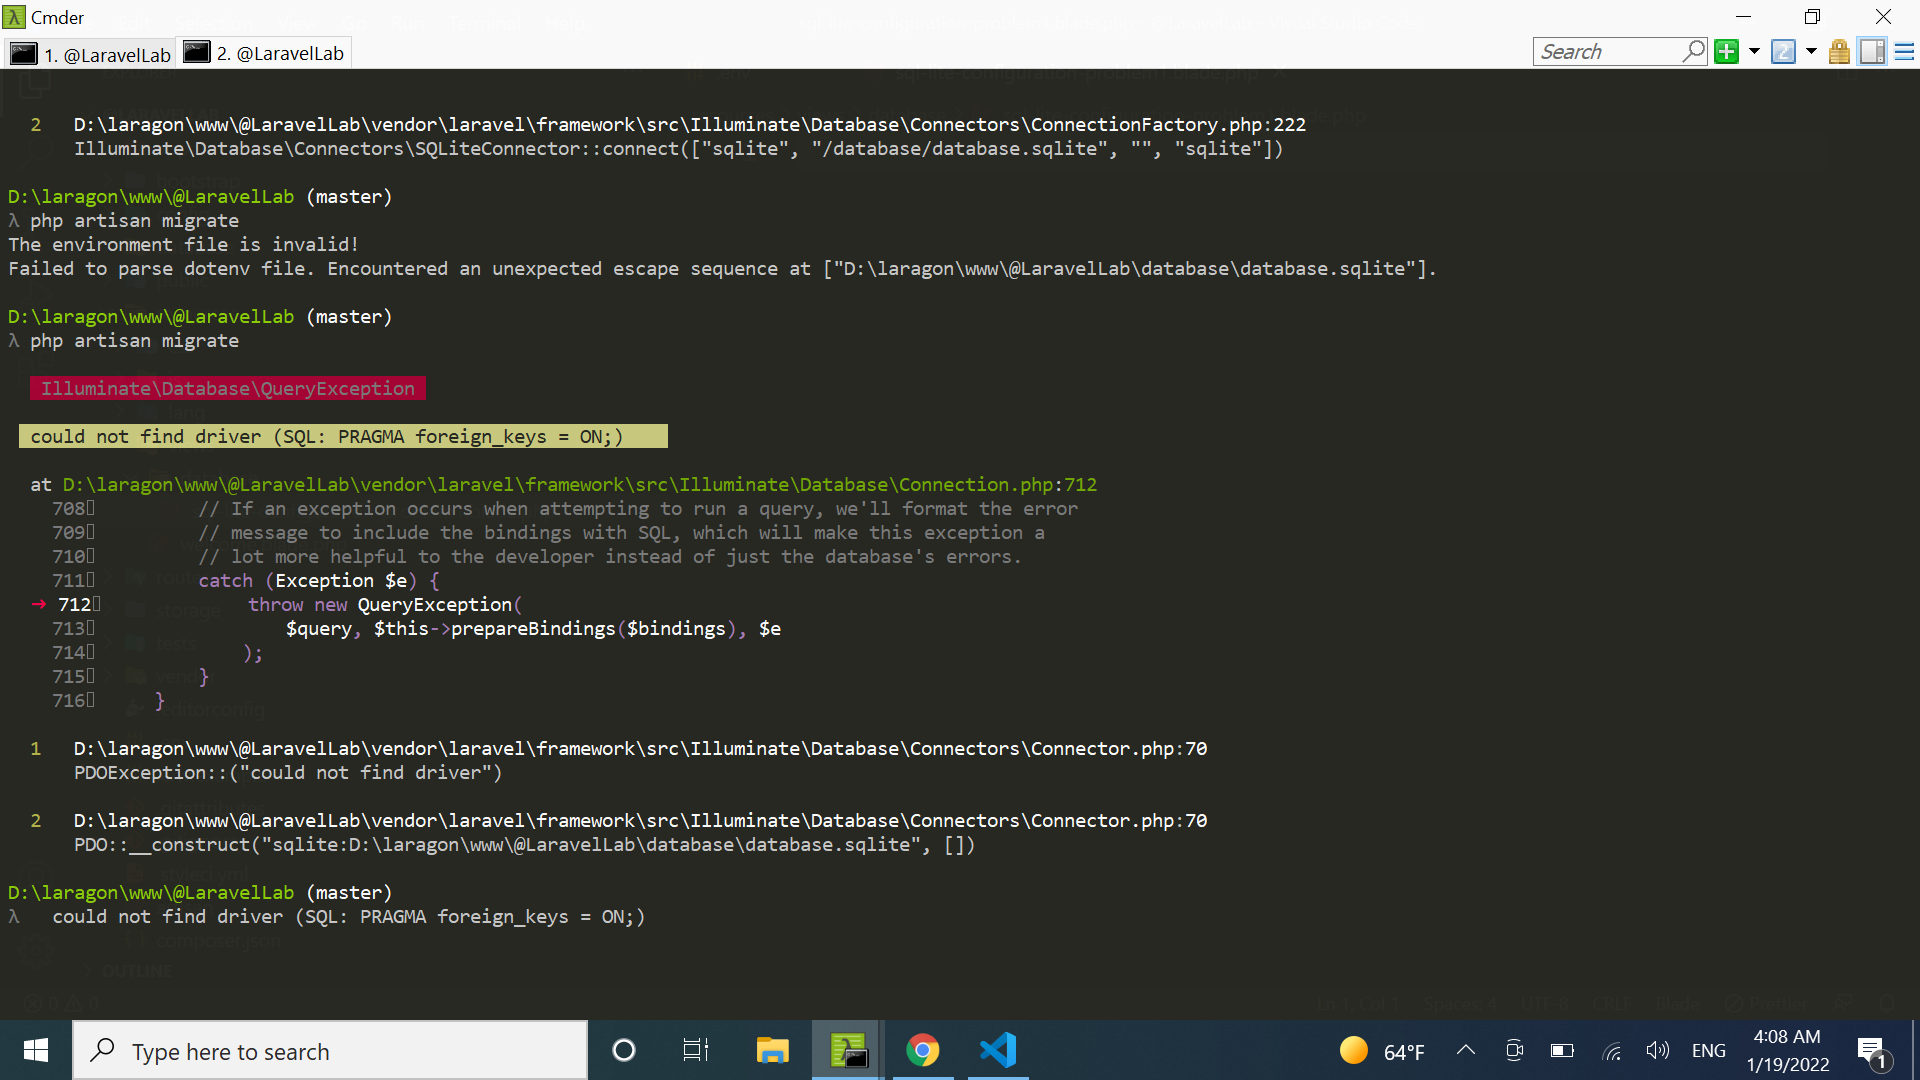 Cmder
1. @LaravelLab
2. @LaravelLab
Search
2
2 D:\laragon\www\@LaravelLab\vendor\laravel\framework\src\Illuminate\Database\Connectors\ConnectionFactory.php:222
Illuminate\Database\Connectors\SQLiteConnector::connect(["sqlite", "/database/database.sqlite", "", "sqlite"])
D:\laragon\www\@LaravelLab (master)
λ php artisan migrate
The environment file is invalid!
Failed to parse dotenv file. Encountered an unexpected escape sequence at ["D:\laragon\www\@LaravelLab\database\database.sqlite"].
D:\laragon\www\@LaravelLab (master)
λ php artisan migrate
Illuminate\Database\QueryException
could not find driver (SQL: PRAGMA foreign_keys = ON;)
at D:\laragon\www\@LaravelLab\vendor\laravel\framework\src\Illuminate\Database\Connection.php:712
708▯ // If an exception occurs when attempting to run a query, we'll format the error
709▯ // message to include the bindings with SQL, which will make this exception a
710▯ // lot more helpful to the developer instead of just the database's errors.
711▯ catch (Exception $e) {
➜ 712▯ throw new QueryException(
713▯ $query, $this->prepareBindings($bindings), $e
714▯ );
715▯ }
716▯ }
1 D:\laragon\www\@LaravelLab\vendor\laravel\framework\src\Illuminate\Database\Connectors\Connector.php:70
PDOException::("could not find driver")
2 D:\laragon\www\@LaravelLab\vendor\laravel\framework\src\Illuminate\Database\Connectors\Connector.php:70
PDO::__construct("sqlite:D:\laragon\www\@LaravelLab\database\database.sqlite", [])
D:\laragon\www\@LaravelLab (master)
λ could not find driver (SQL: PRAGMA foreign_keys = ON;)
Type here to search
64°F
ENG
4:08 AM
1/19/2022
1